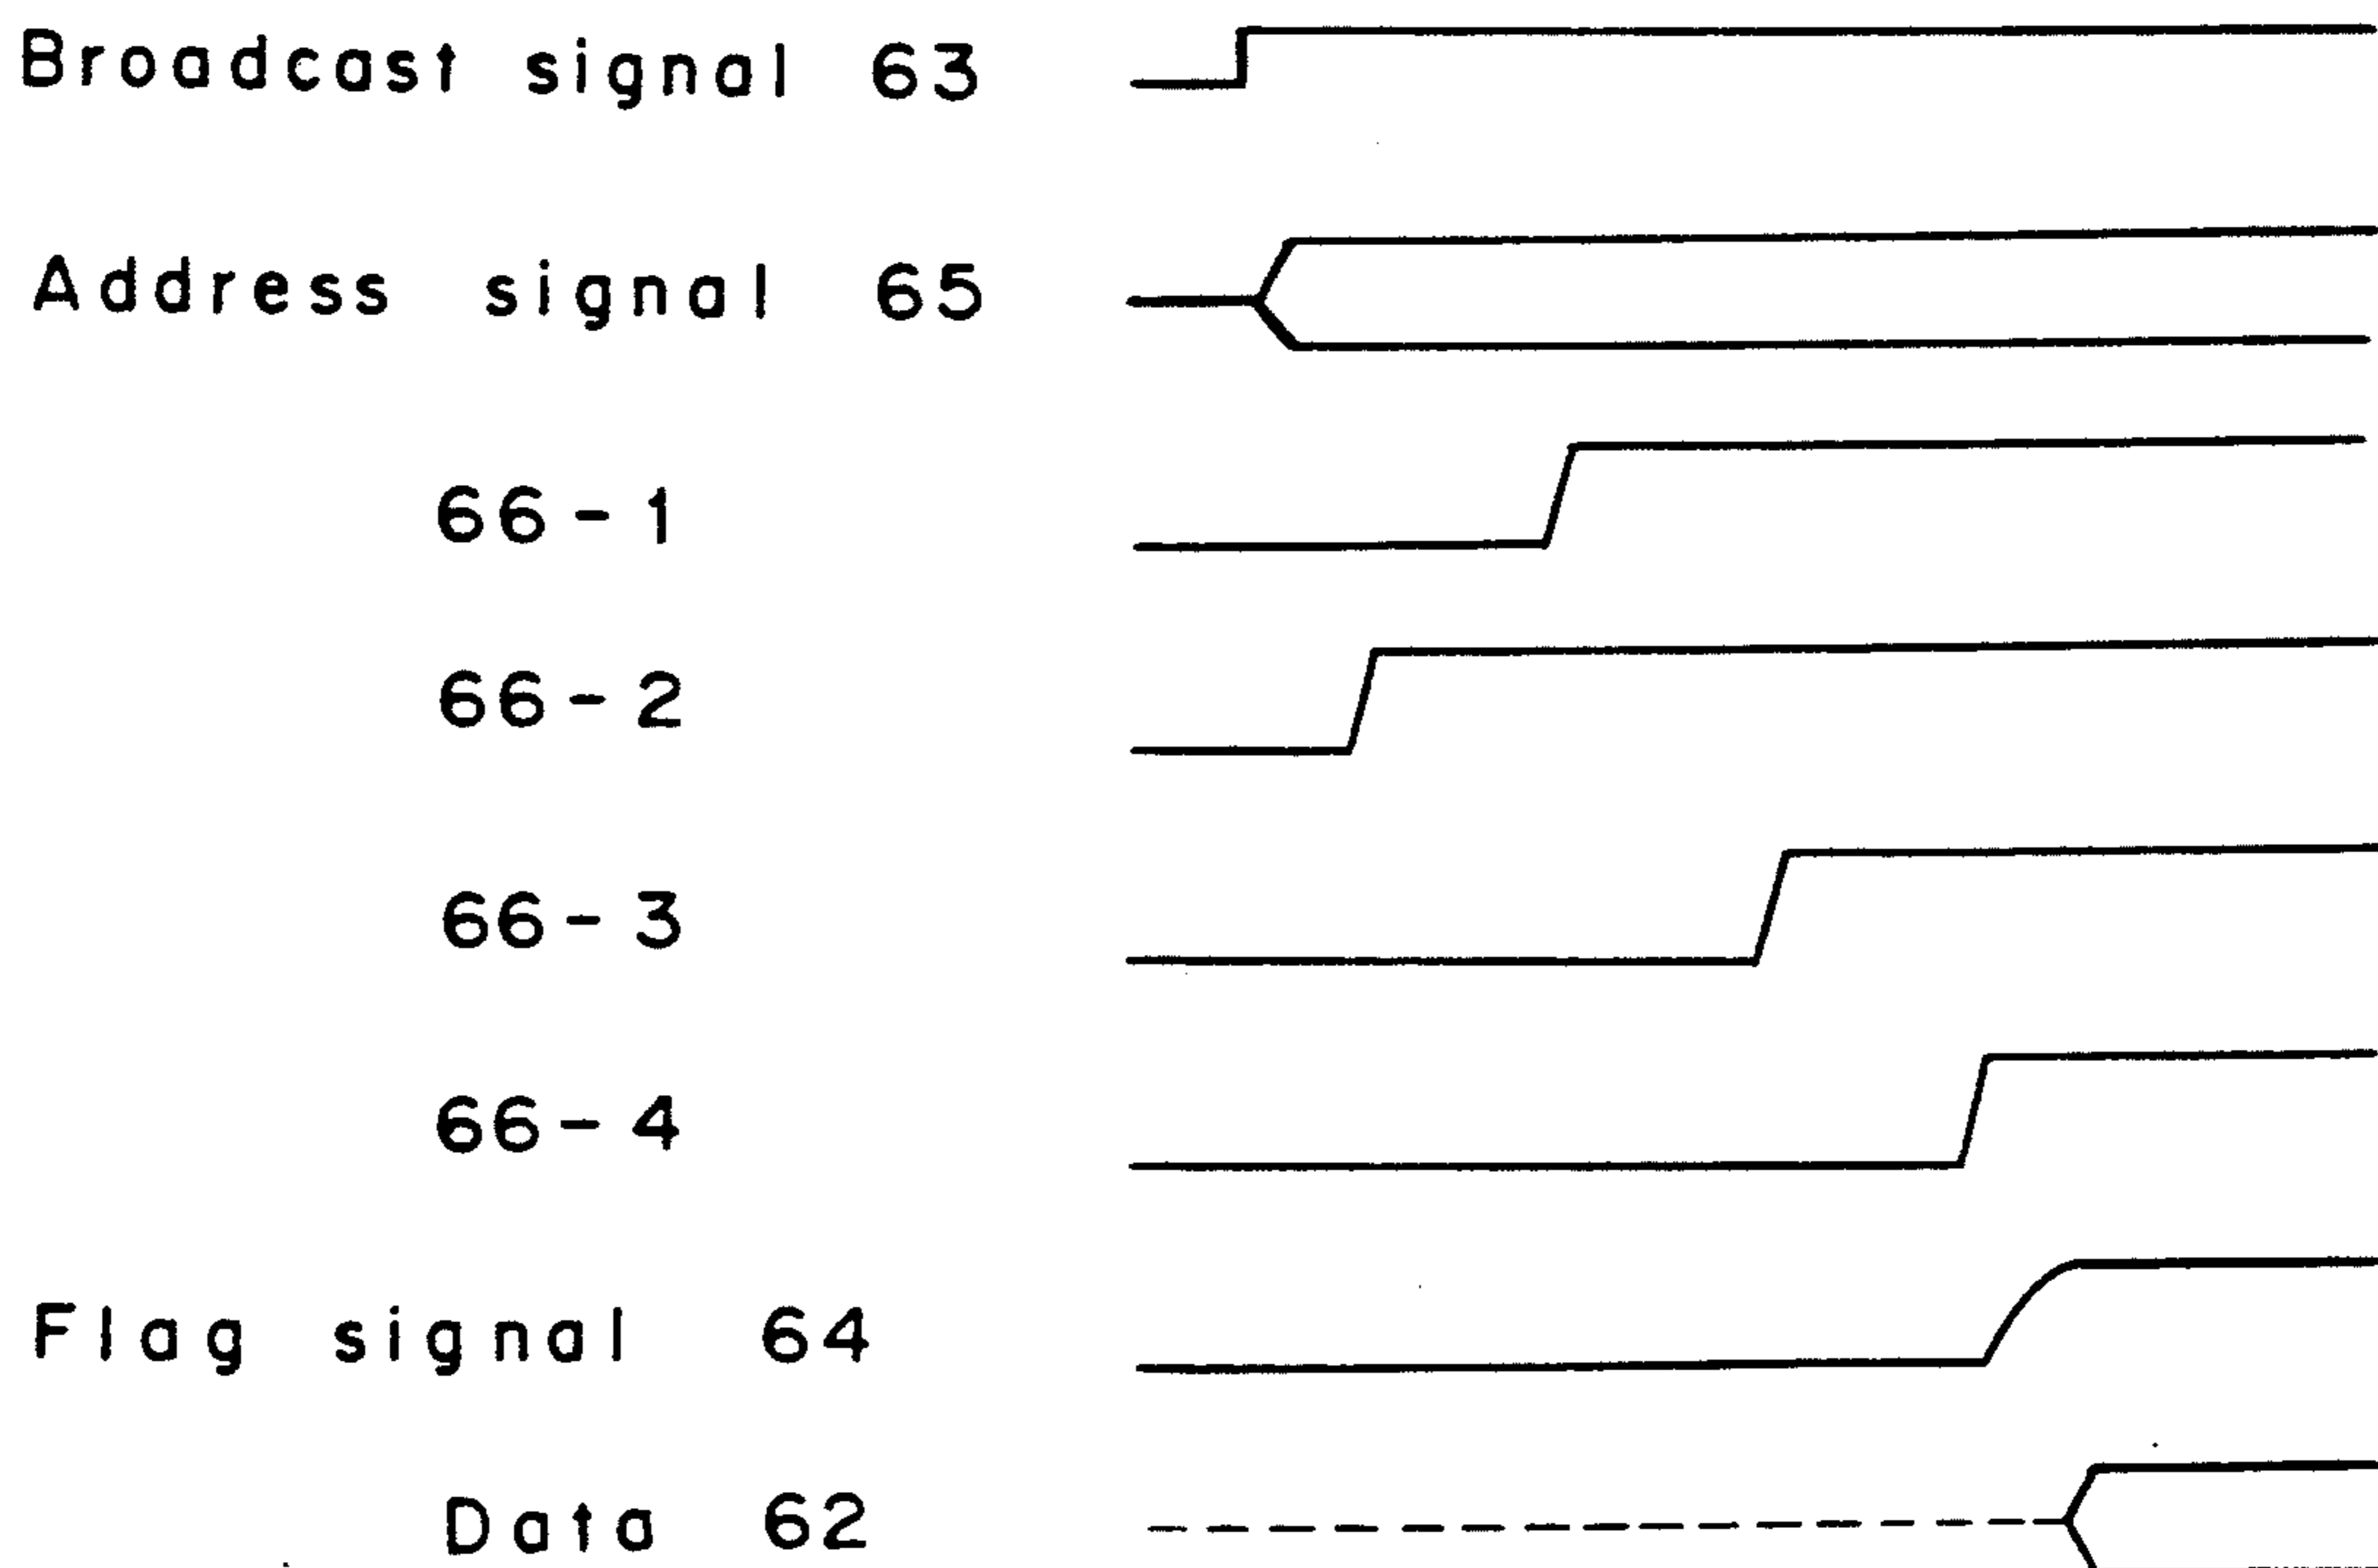 Broadcast signal 63
Address signal 65
66-1
66-2
66-3
66-4
Flag signal 64
Data 62